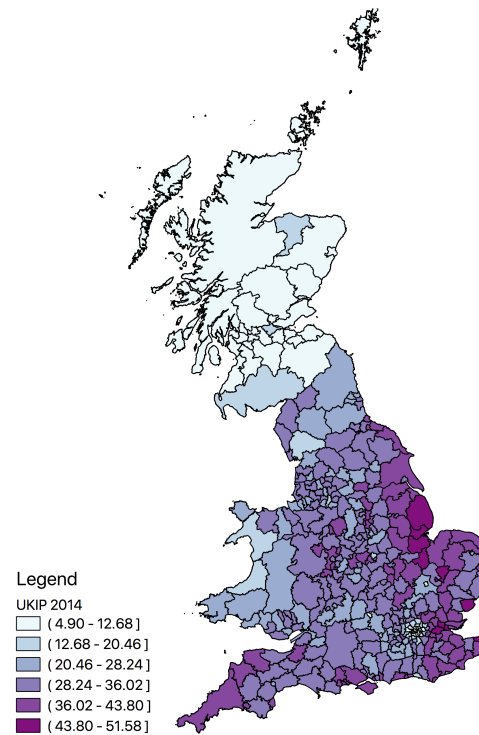 Legend
UKIP 2014
( 4.90 - 12.68 ]
( 12.68 - 20.46 ]
( 20.46 - 28.24 ]
( 28.24 - 36.02 ]
( 36.02 - 43.80 ]
( 43.80 - 51.58 ]